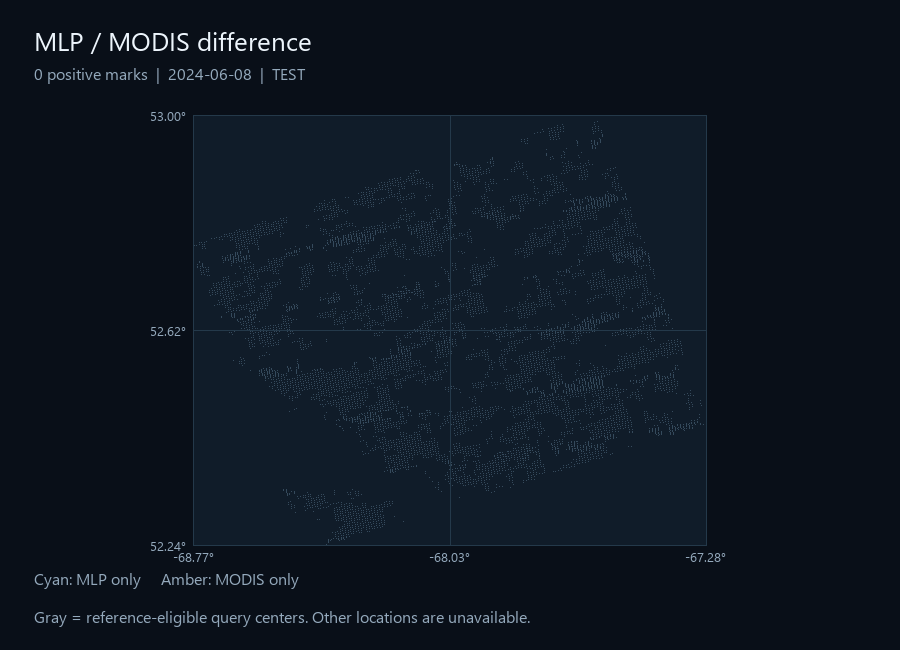 MLP / MODIS difference
0 positive marks | 2024-06-08 | TEST
53.00°
52.62°
52.24°
-68.77° -68.03° -67.28°
Cyan: MLP only Amber: MODIS only
Gray = reference-eligible query centers. Other locations are unavailable.